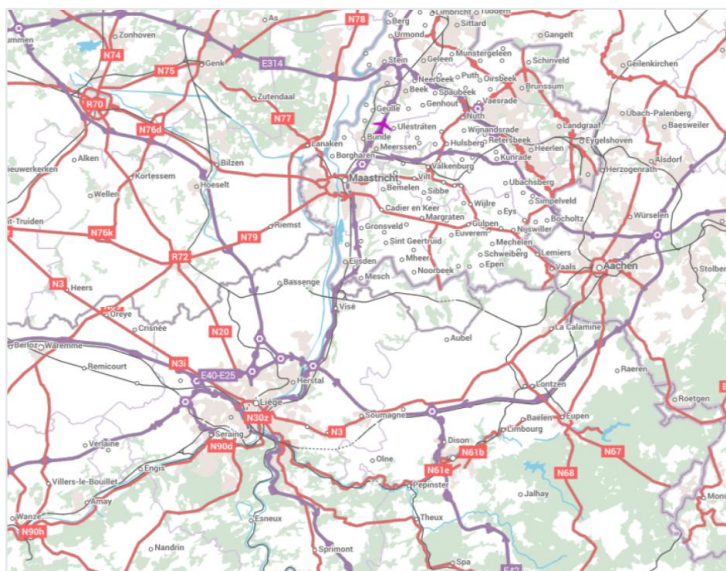 Berg
Limbricht
Tuddern
Zonhoven
As
N78
Urmond
Sittard
Gangelt
N74
Stein
Munstergeleen
Genk
E314
Geleen
Schinveld
Geilenkirchen
N75
Neerbeek
Puth
Oirsbeek
Beek
Spaubeek
Brunssum
R70
Zutendaal
Geulle
Genhout
Vaesrade
N77
Nuth
Übach-Palenberg
N76d
Ulestraten
Wijnandsrade
Landgraaf
Baesweiler
Bunde
Hulsberg
Retersbeek
Eygelshoven
Lanaken
Meerssen
Heerlen
Alken
Borgharen
Kunrade
Alsdorf
Bilzen
Valkenburg
Herzogenrath
Kortessem
Maastricht
Vilt
Ubachsberg
Hoeselt
Bemelen
Sibbe
Simpelveld
Wellen
Wijlre
Cadier en Keer
Eys
Bocholtz
Würselen
Margraten
N76k
Riemst
Gronsveld
Gulpen
Nijswiller
N79
Euverem
Sint Geertruid
Mechelen
R72
Eijsden
Mheer
Schweiberg
Lemiers
Noorbeek
Epen
Vaals
Aachen
N3
Bassenge
Mesch
Heers
Visé
Oreye
Crisnée
N20
Aubel
La Calamine
Berloz
Waremme
Remicourt
N3i
E40-E25
Raeren
Herstal
Lontzen
Liège
Roetgen
N30z
Soumagne
Baelen
Eupen
N3
Limbourg
Seraing
Verlaine
N90d
Dison
N61b
N67
Olne
Engis
N61e
N68
Villers-le-Bouillet
Pepinster
Amay
Jalhay
Wanze
Esneux
Theux
N90h
Nandrin
Sprimont
Spa
E42